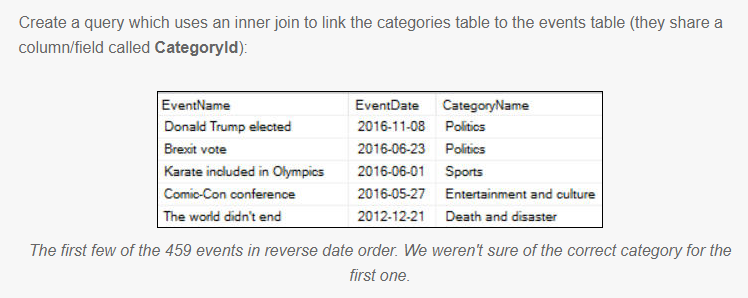 Create a query which uses an inner join to link the categories table to the events table (they share a
column/field called CategoryId):
EventName EventDate CategoryName
Donald Trump elected 2016-11-08 Politics
Brexit vote 2016-06-23 Politics
Karate included in Olympics 2016-06-01 Sports
Comic-Con conference 2016-05-27 Entertainment and culture
The world didn't end 2012-12-21 Death and disaster
The first few of the 459 events in reverse date order. We weren't sure of the correct category for the
first one.